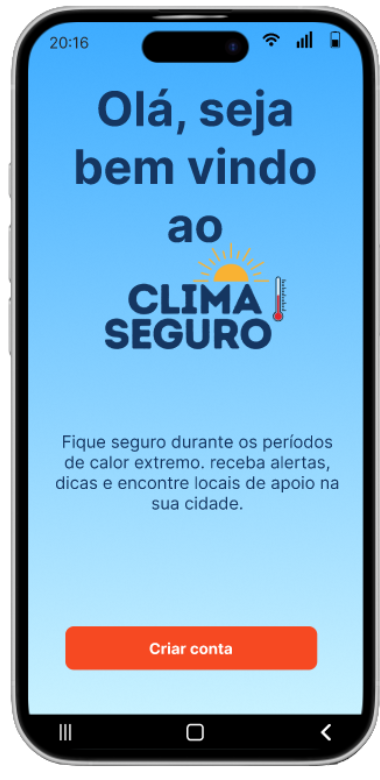 20:16
Olá, seja
bem vindo
ao
CLIMA
SEGURO
Fique seguro durante os períodos
de calor extremo. receba alertas,
dicas e encontre locais de apoio na
sua cidade.
Criar conta